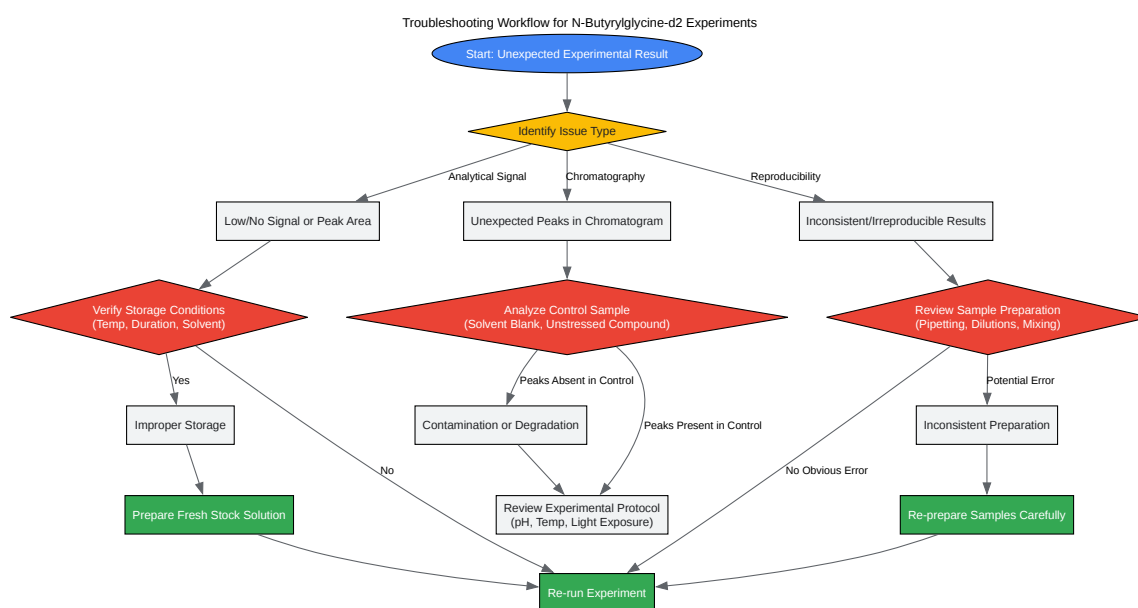 Troubleshooting Workflow for N-Butyrylglycine-d2 Experiments
Start: Unexpected Experimental Result
Identify Issue Type
Analytical Signal
Chromatography
Reproducibility
Low/No Signal or Peak Area
Unexpected Peaks in Chromatogram
Inconsistent/Irreproducible Results
Verify Storage Conditions
(Temp, Duration, Solvent)
Analyze Control Sample
(Solvent Blank, Unstressed Compound)
Review Sample Preparation
(Pipetting, Dilutions, Mixing)
Yes
Peaks Absent in Control
Potential Error
Improper Storage
Contamination or Degradation
Peaks Present in Control
Inconsistent Preparation
No
No Obvious Error
Prepare Fresh Stock Solution
Review Experimental Protocol
(pH, Temp, Light Exposure)
Re-prepare Samples Carefully
Re-run Experiment